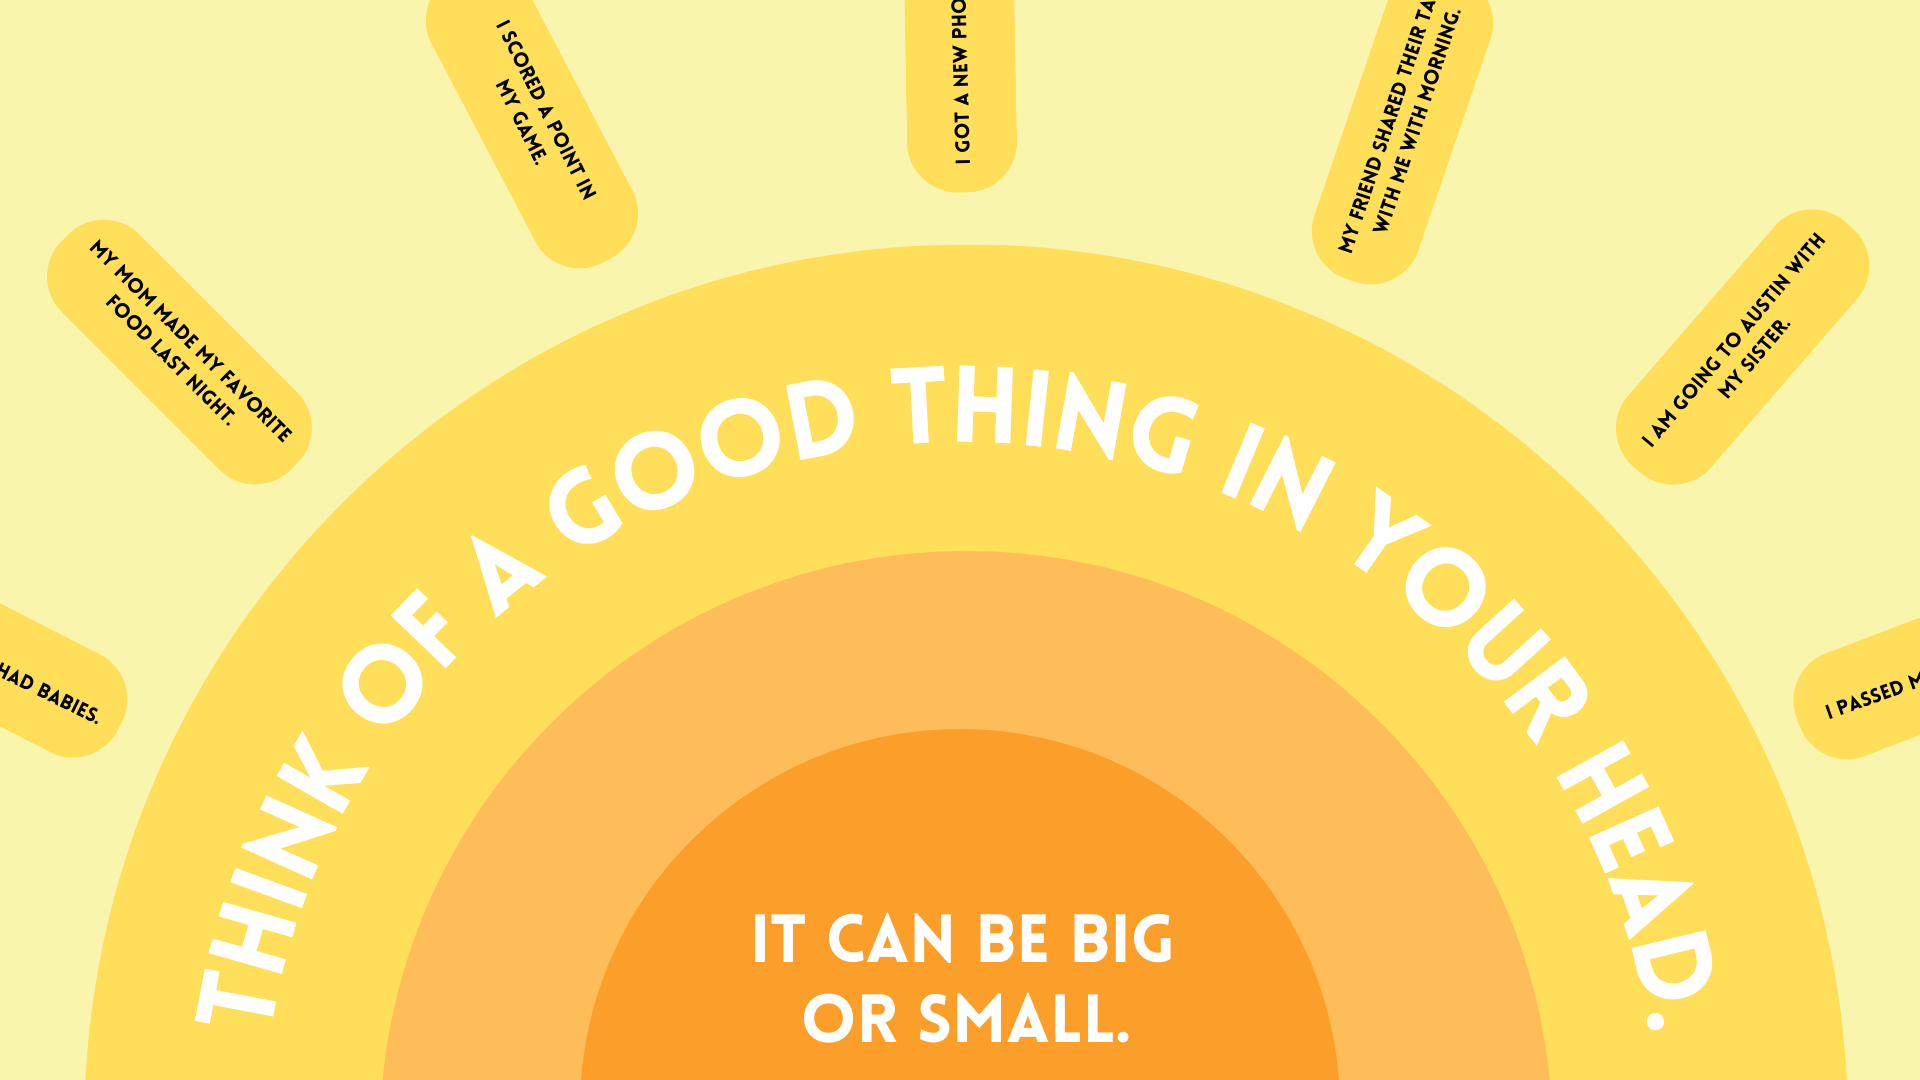 HAD BABIES.
MY MOM MADE MY FAVORITE
FOOD LAST NIGHT.
I SCORED A POINT IN
MY GAME.
I GOT A NEW
MY FRIEND SHARED THEIR
WITH ME WITH MORNING.
I AM GOING TO AUSTIN WITH
MY SISTER.
I PASSED
THINK OF A GOOD THING IN YOUR HEAD.
IT CAN BE BIG
OR SMALL.